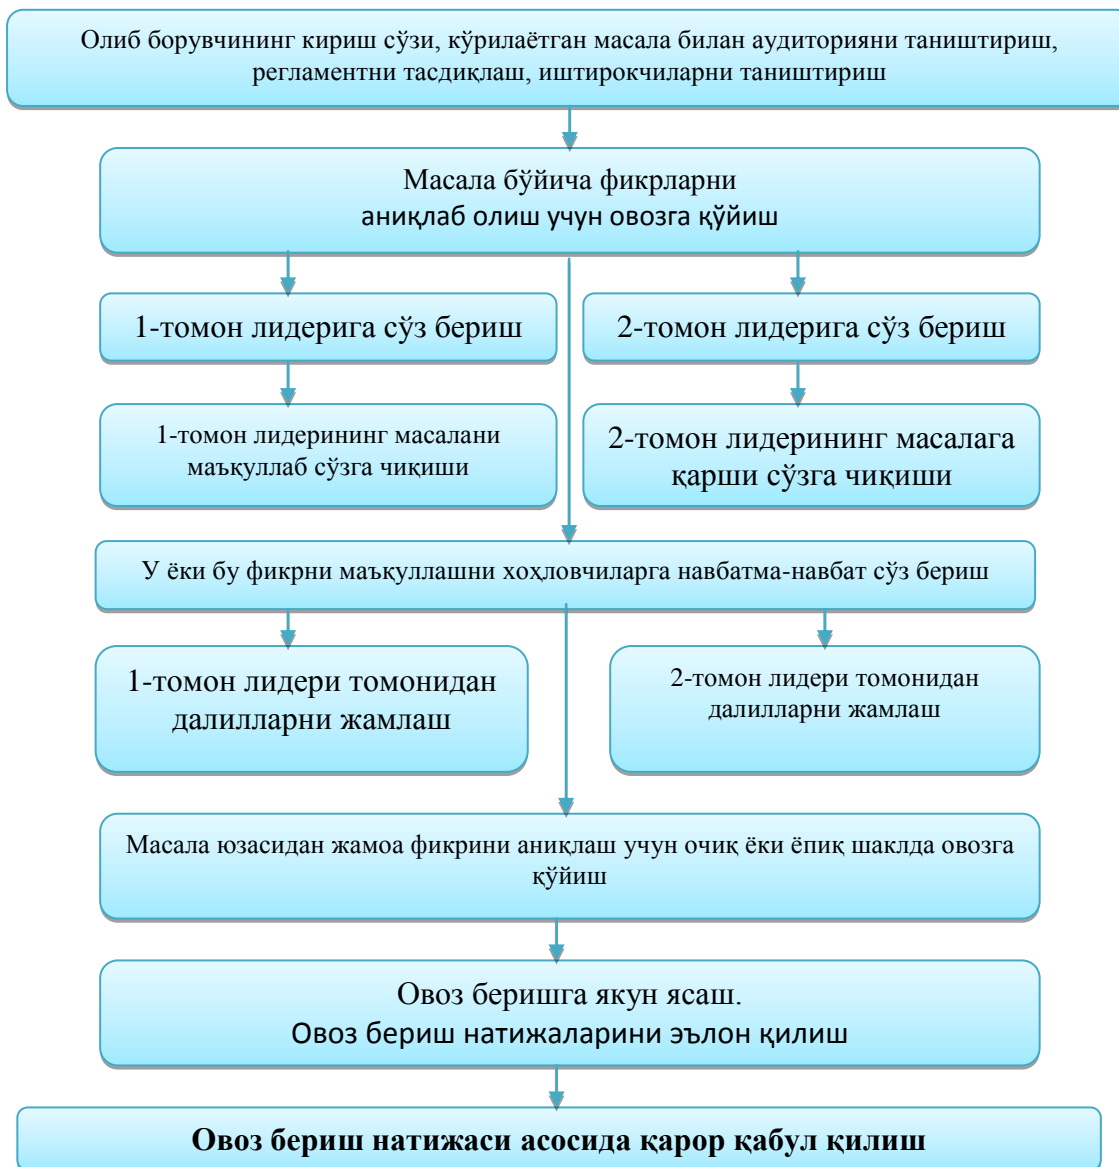 Олиб борувчининг кириш сўзи, кўрилаётган масала билан аудиторияни таништириш,
регламентни тасдиқлаш, иштирокчиларни таништириш
Масала бўйича фикрларни
аниқлаб олиш учун овозга қўйиш
1-томон лидерига сўз бериш
2-томон лидерига сўз бериш
1-томон лидерининг масалани
маъқуллаб сўзга чиқиши
2-томон лидерининг масалага
қарши сўзга чиқиши
У ёки бу фикрни маъқуллашни хоҳловчиларга навбатма-навбат сўз бериш
1-томон лидери томонидан
далилларни жамлаш
2-томон лидери томонидан
далилларни жамлаш
Масала юзасидан жамоа фикрини аниқлаш учун очиқ ёки ёпиқ шаклда овозга
қўйиш
Овоз беришга якун ясаш.
Овоз бериш натижаларини эълон қилиш
Овоз бериш натижаси асосида қарор қабул қилиш